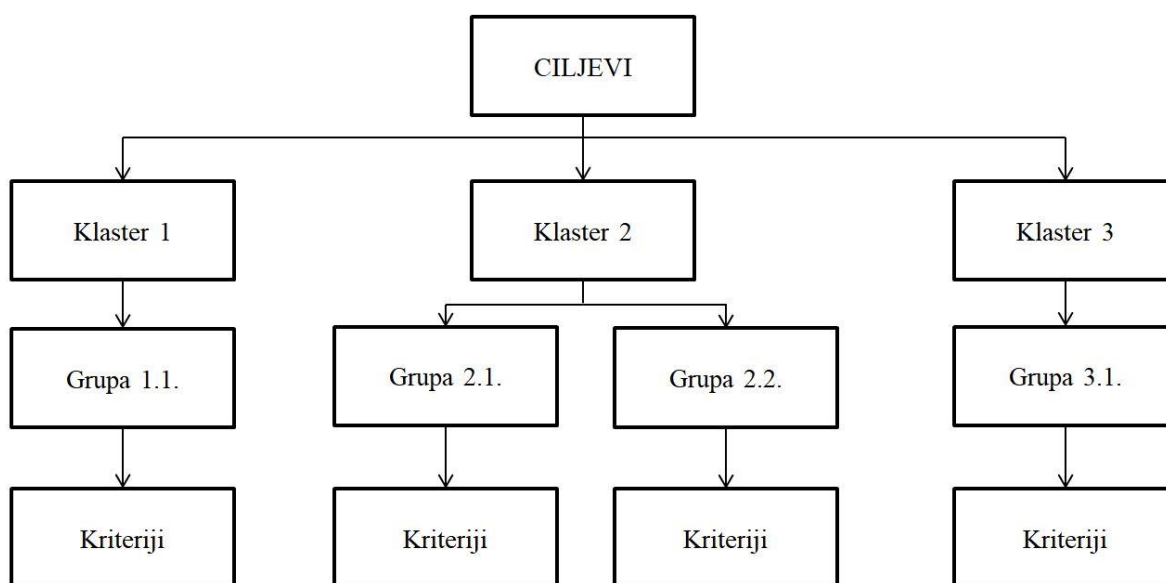 CILJEVI
Klaster 1
Klaster 2
Klaster 3
Grupa 1.1.
Grupa 2.1.
Grupa 2.2.
Grupa 3.1.
Kriteriji
Kriteriji
Kriteriji
Kriteriji